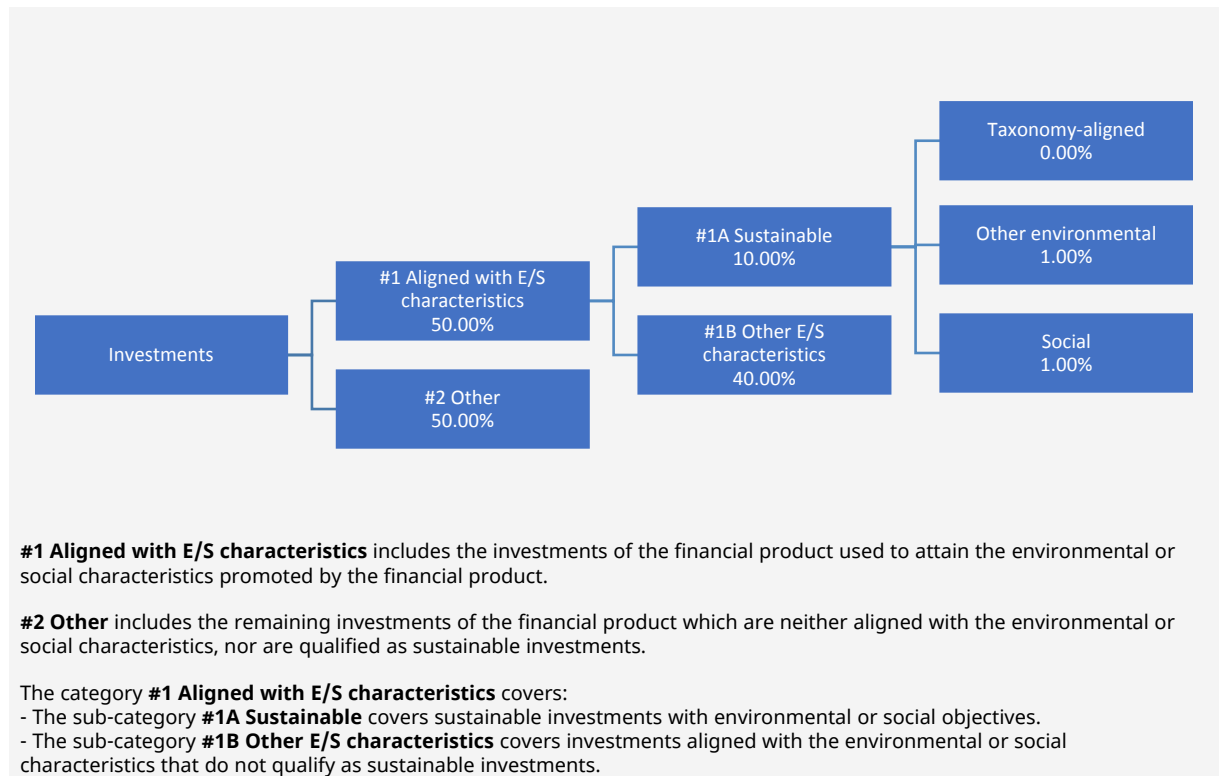 Investments
#1 Aligned with E/S
characteristics
50.00%
#2 Other
50.00%
#1A Sustainable
10.00%
#1B Other E/S
characteristics
40.00%
Taxonomy-aligned
0.00%
Other environmental
1.00%
Social
1.00%
#1 Aligned with E/S characteristics includes the investments of the financial product used to attain the environmental or
social characteristics promoted by the financial product.
#2 Other includes the remaining investments of the financial product which are neither aligned with the environmental or
social characteristics, nor are qualified as sustainable investments.
The category #1 Aligned with E/S characteristics covers:
- The sub-category #1A Sustainable covers sustainable investments with environmental or social objectives.
- The sub-category #1B Other E/S characteristics covers investments aligned with the environmental or social
characteristics that do not qualify as sustainable investments.